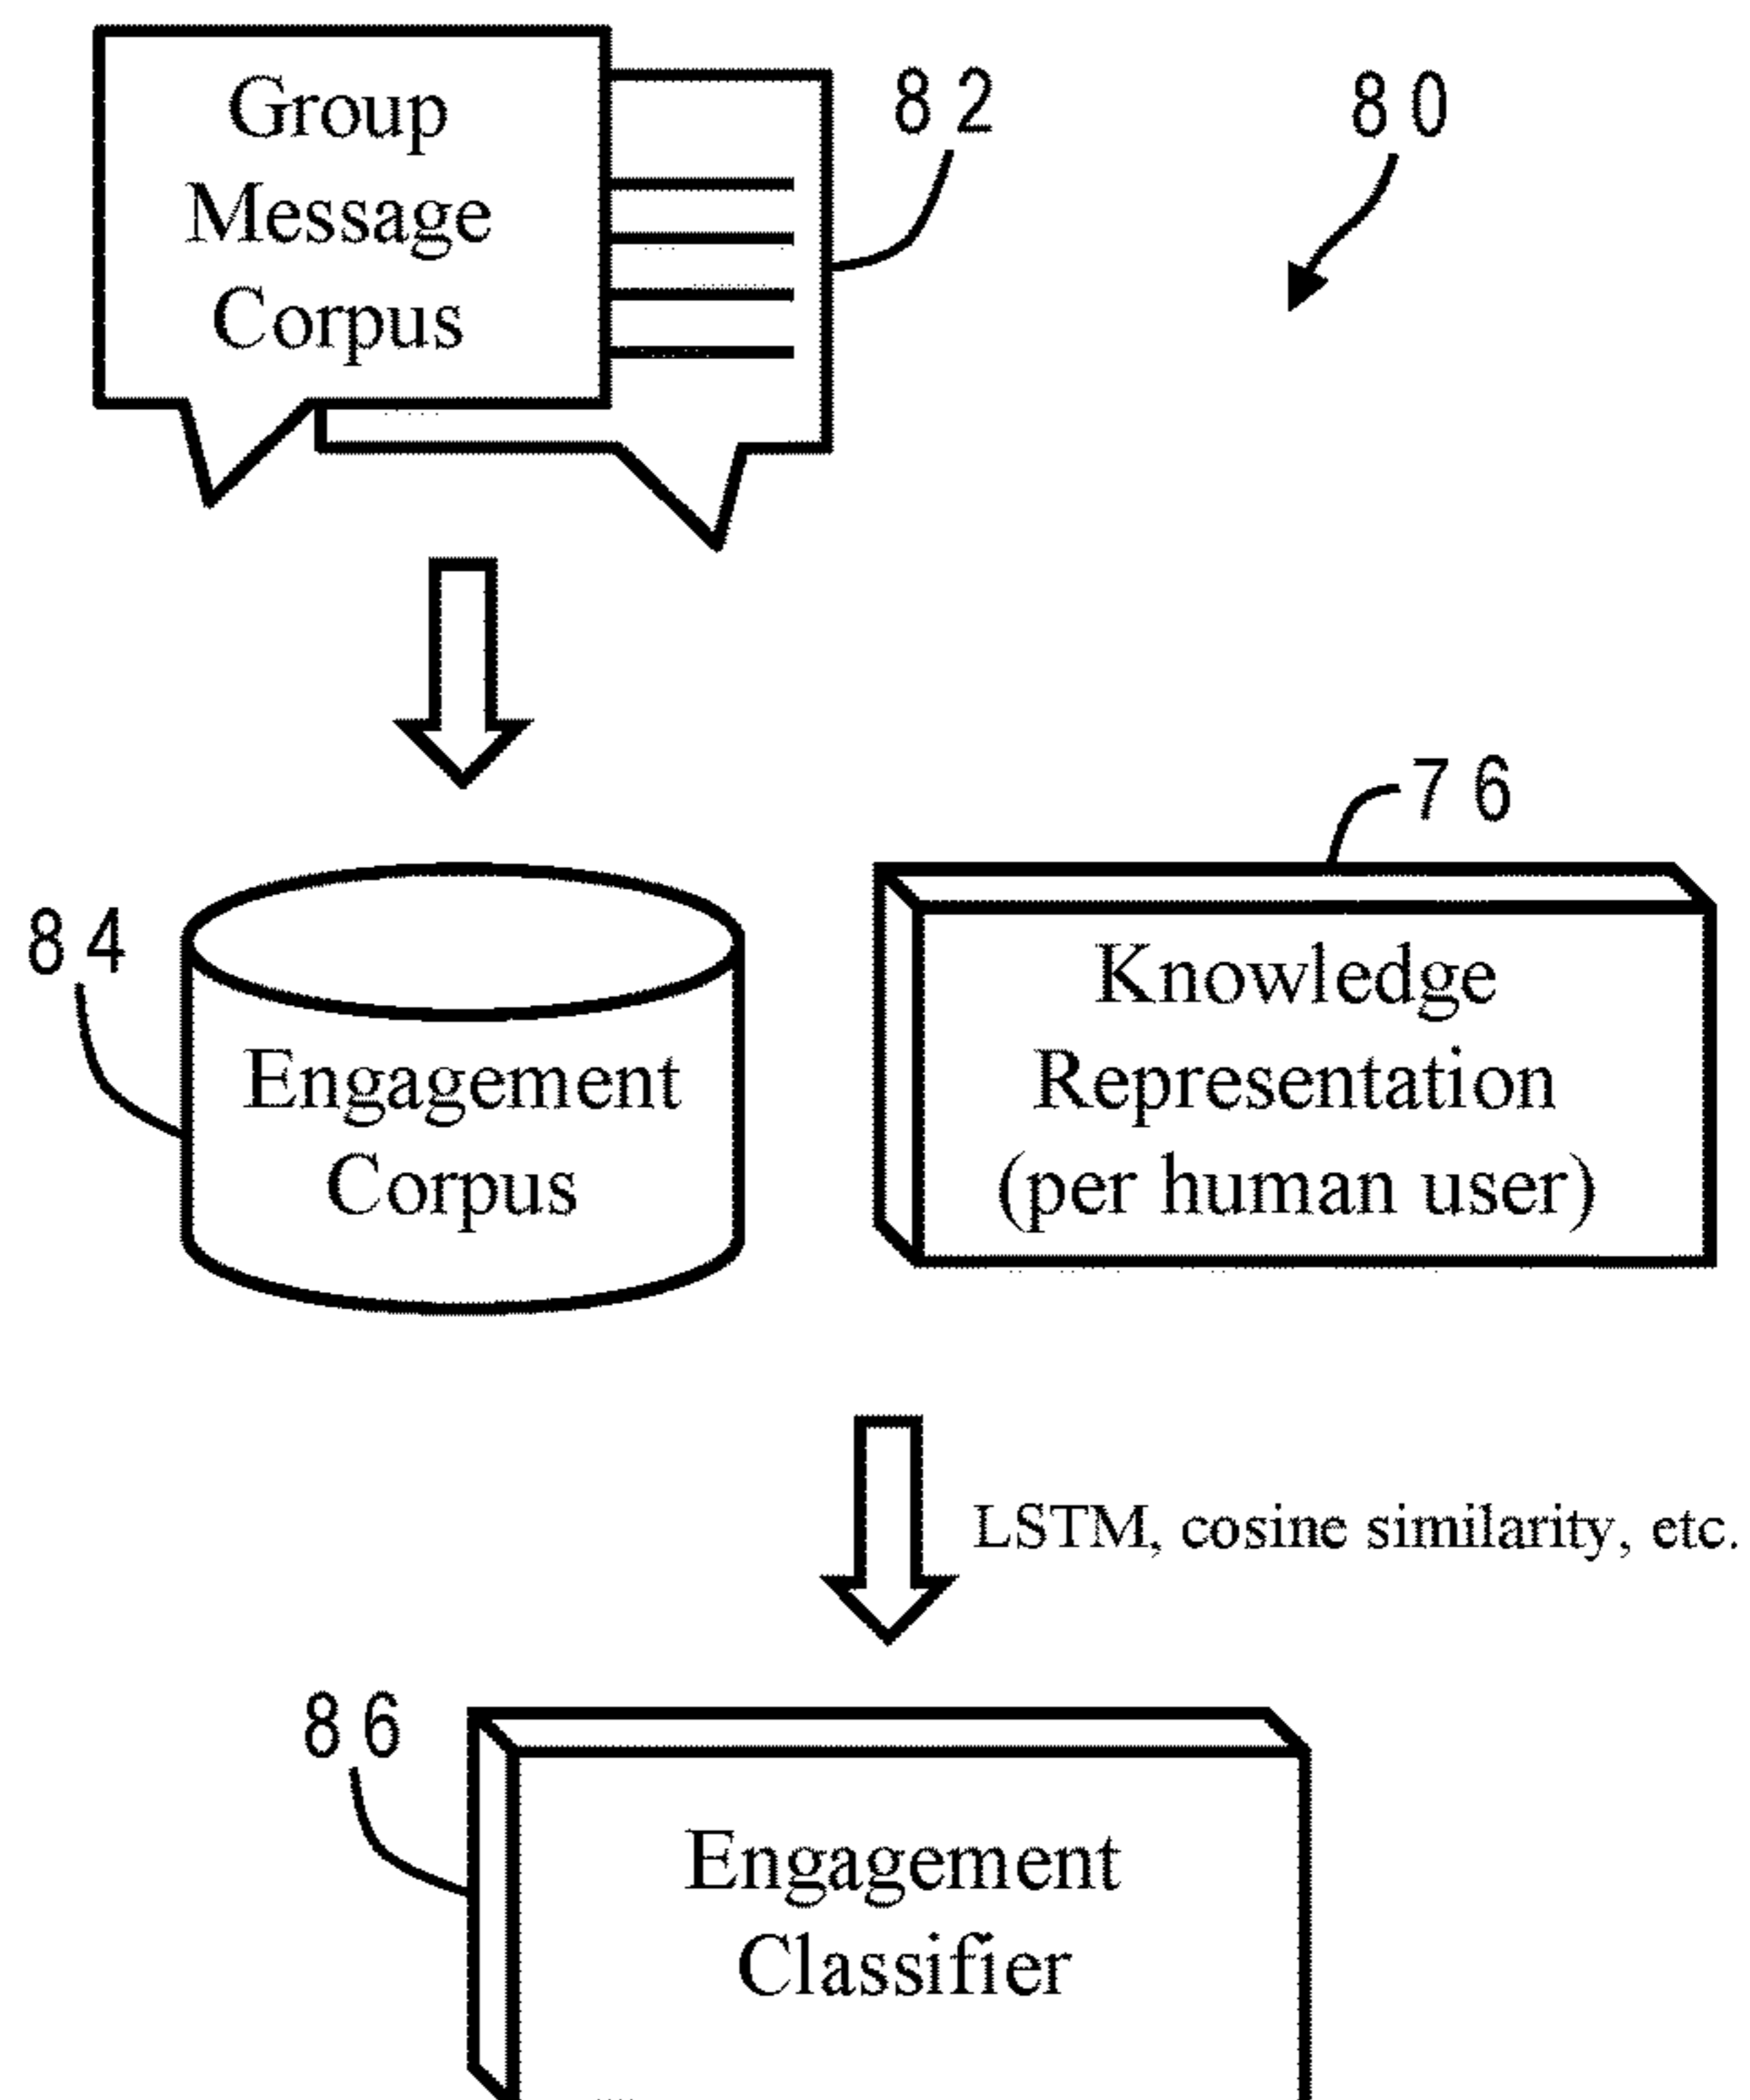 Group
Message
Corpus
82
80
76
84
Engagement
Corpus
Knowledge
Representation
(per human user)
LSTM, cosine similarity, etc.
86
Engagement
Classifier